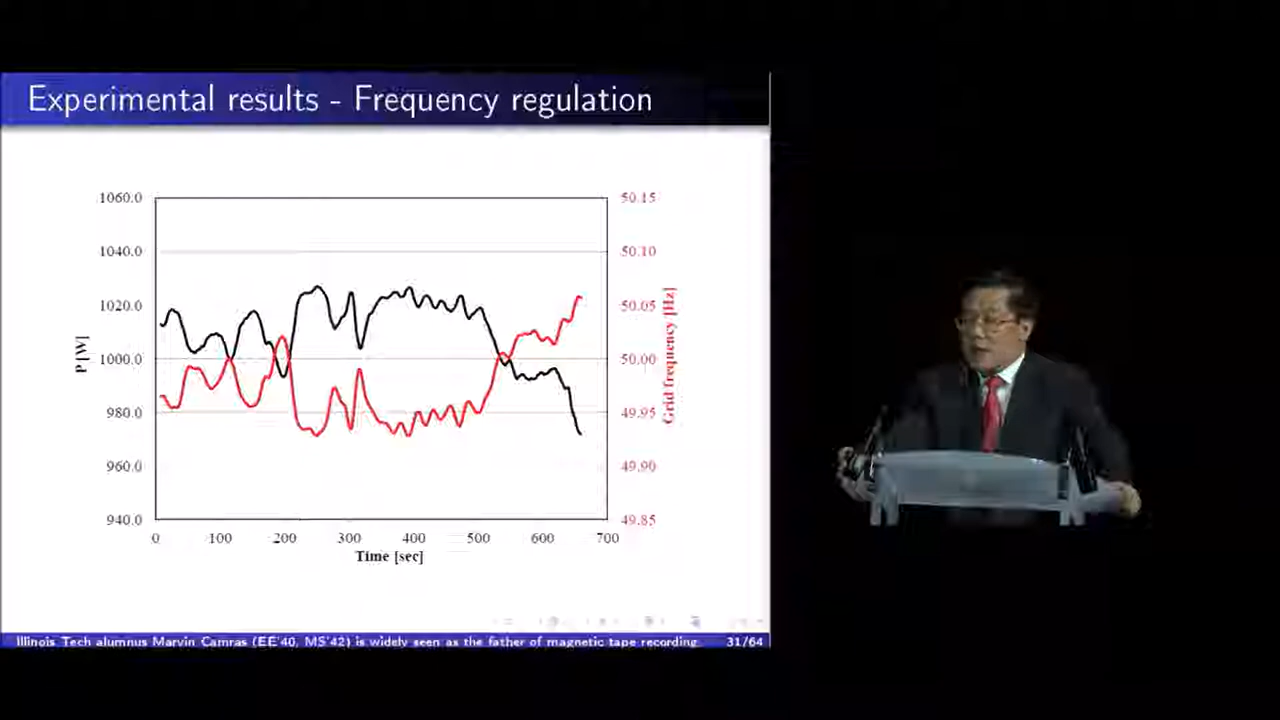 Experimental results - Frequency regulation
1060.0
1040.0
1020.0
1000.0
980.0
960.0
940.0
P [W]
50.15
50.10
50.05
50.00
49.95
49.90
49.85
Grid frequency [Hz]
0 100 200 300 400 500 600 700
Time [sec]
Illinois Tech alumnus Marvin Camras (EE'40, MS'42) is widely seen as the father of magnetic tape recording. 31/64